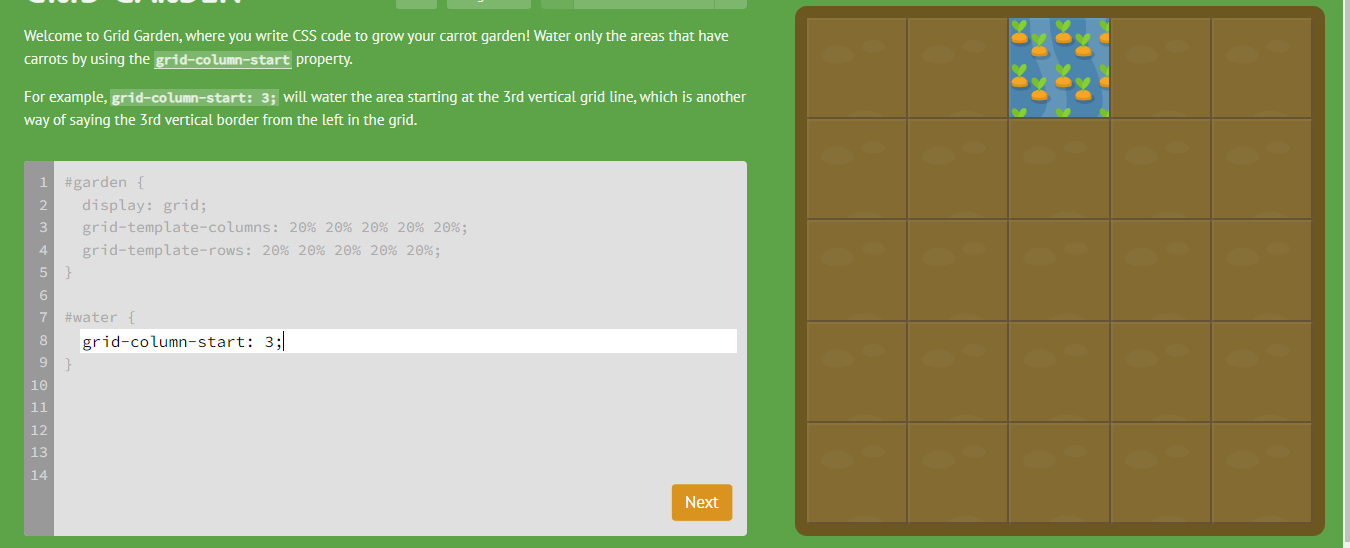 Welcome to Grid Garden, where you write CSS code to grow your carrot garden! Water only the areas that have
carrots by using the grid-column-start property.
For example, grid-column-start: 3; will water the area starting at the 3rd vertical grid line, which is another
way of saying the 3rd vertical border from the left in the grid.
1 #garden {
2 display: grid;
3 grid-template-columns: 20% 20% 20% 20% 20%;
4 grid-template-rows: 20% 20% 20% 20% 20%;
5 }
6
7 #water {
8 grid-column-start: 3;
9 }
10
11
12
13
14
Next